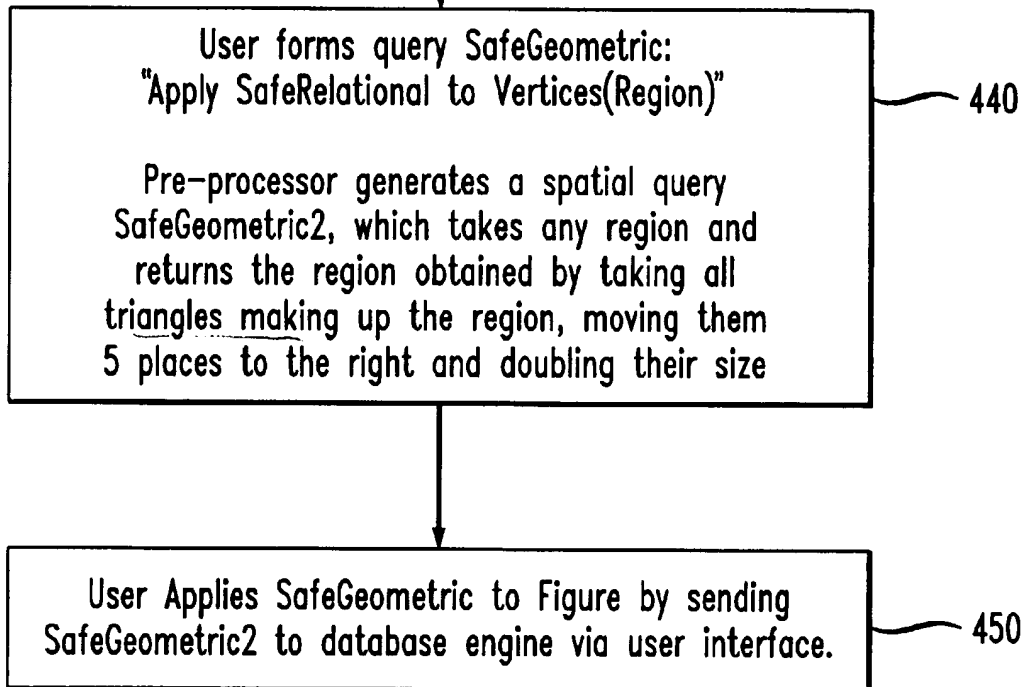 User forms query SafeGeometric:
"Apply SafeRelational to Vertices(Region)"
440
Pre-processor generates a spatial query
SafeGeometric2, which takes any region and
returns the region obtained by taking all
triangles making up the region, moving them
5 places to the right and doubling their size
User Applies SafeGeometric to Figure by sending
SafeGeometric2 to database engine via user interface.
450